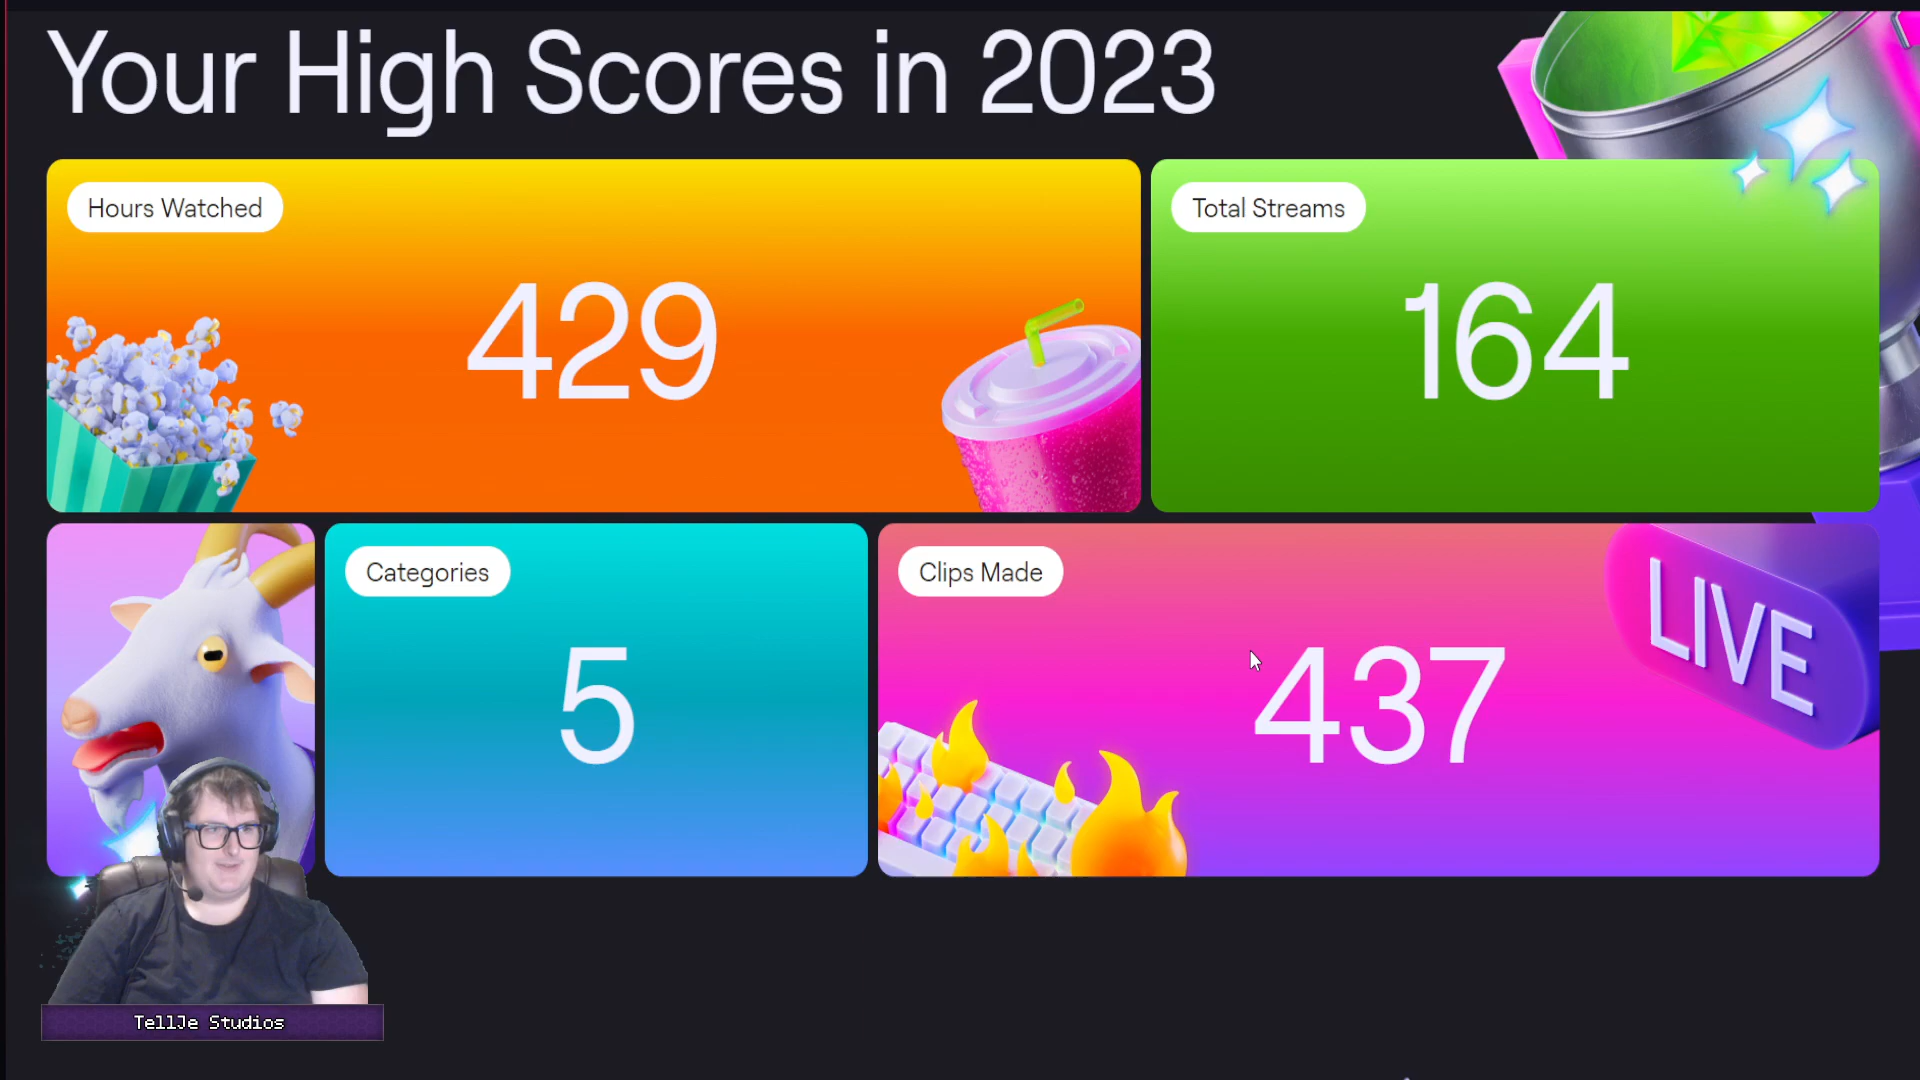 Your High Scores in 2023
Hours Watched
429
Total Streams
164
Categories
5
Clips Made
437
LIVE
TellJe Studios